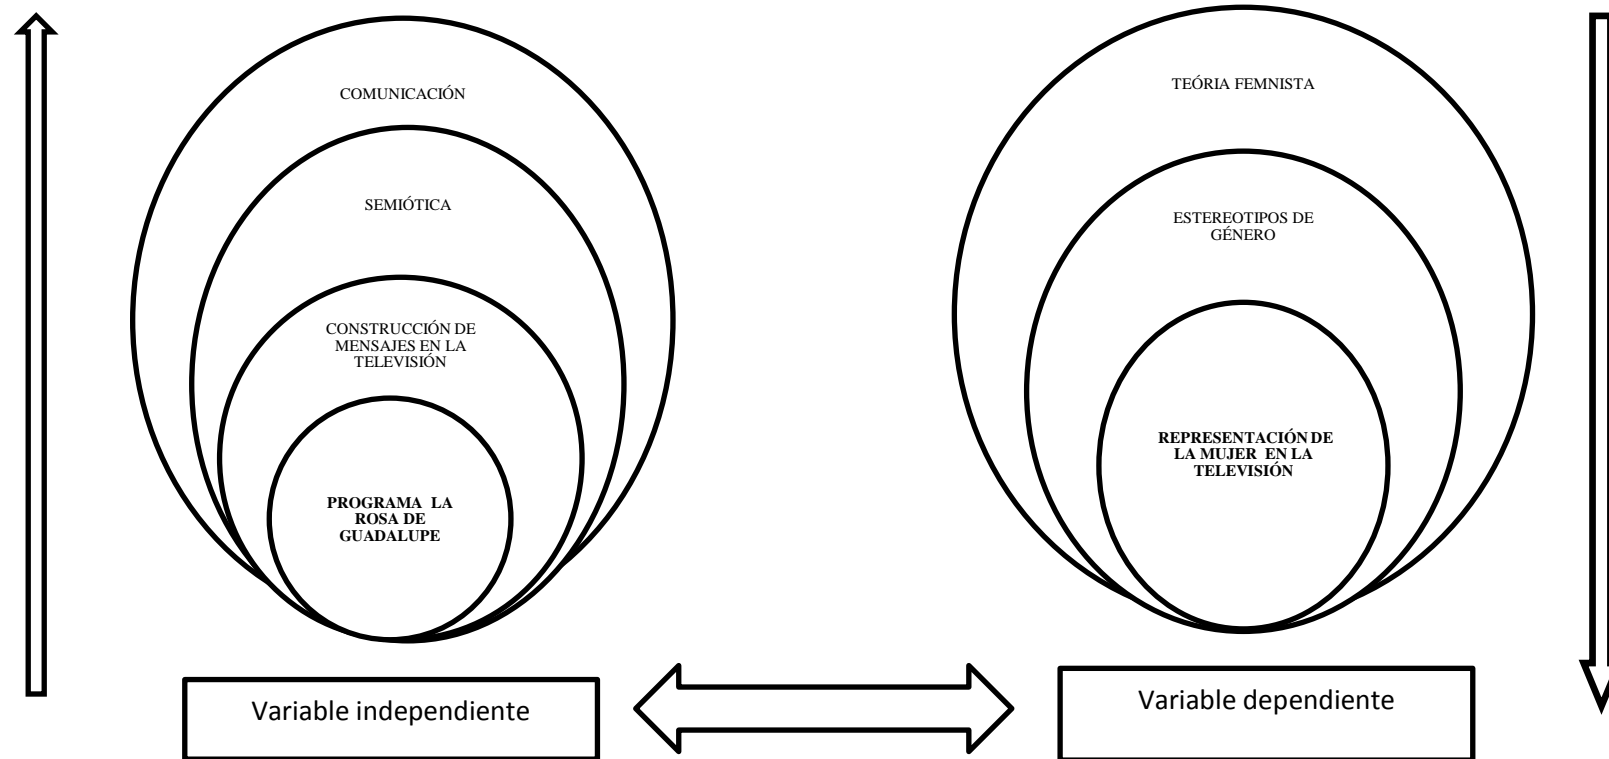 COMUNICACIÓN
SEMIÓTICA
CONSTRUCCIÓN DE
MENSAJES EN LA
TELEVISIÓN
PROGRAMA LA
ROSA DE
GUADALUPE
Variable independiente
TEÓRIA FEMNISTA
ESTEREOTIPOS DE
GÉNERO
REPRESENTACIÓN DE
LA MUJER EN LA
TELEVISIÓN
Variable dependiente